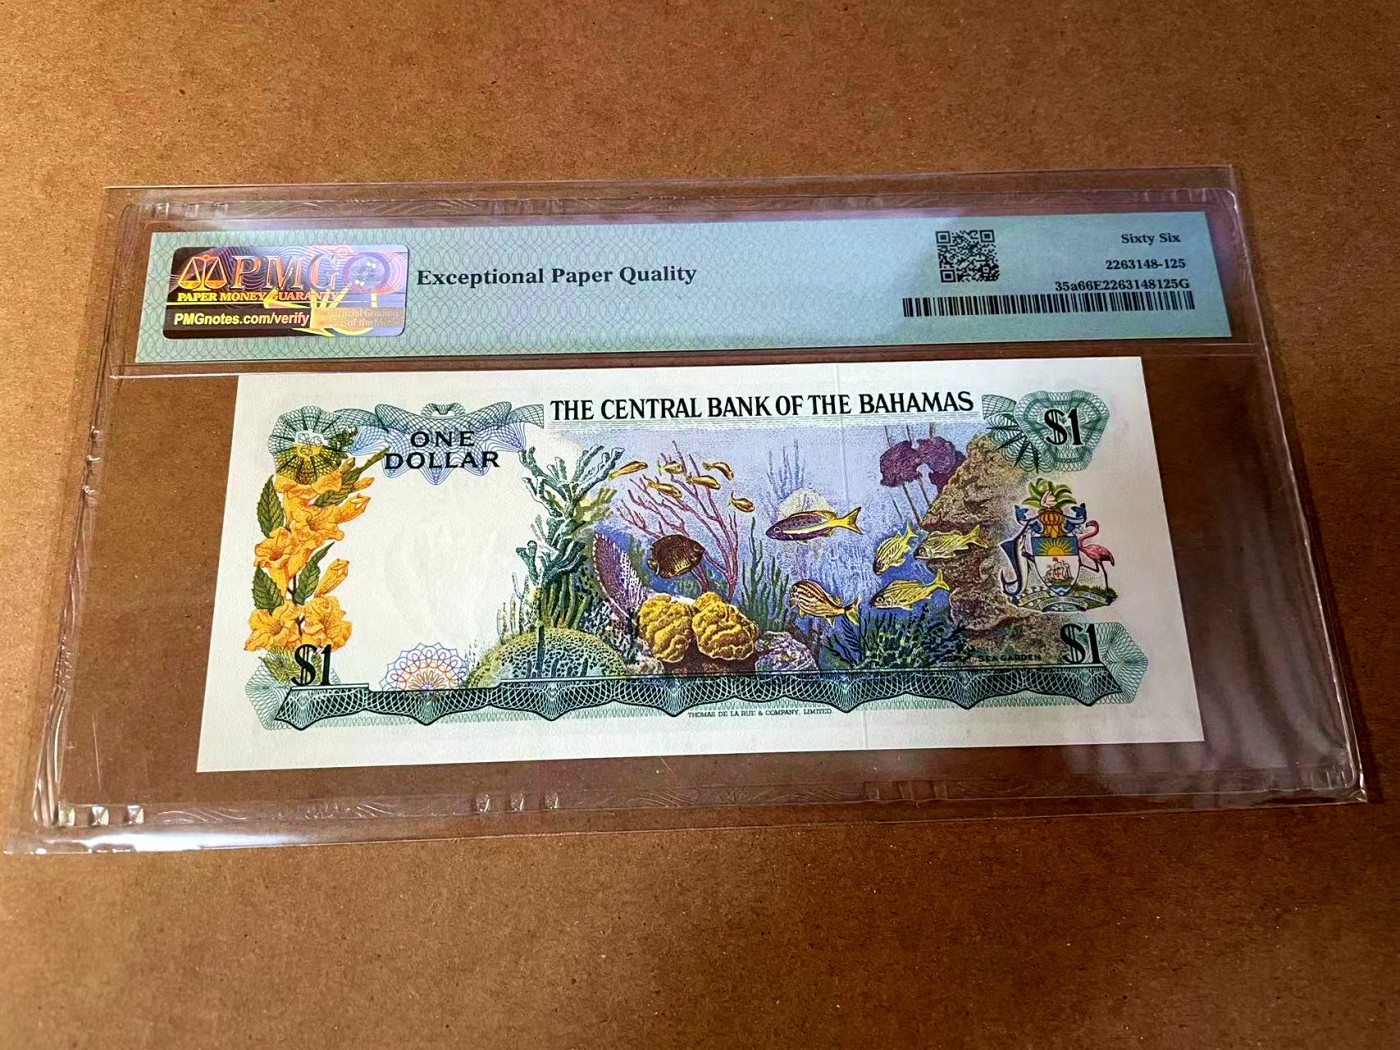 PMG
PAPER MONEY GUARANTY
PMGnotes.com/verify
Exceptional Paper Quality
Sixty Six
2263148-125
35a66E2263148125G
THE CENTRAL BANK OF THE BAHAMAS
ONE
DOLLAR
$1
$1
SEA GARDEN
$1
THOMAS DE LA RUE & COMPANY, LIMITED